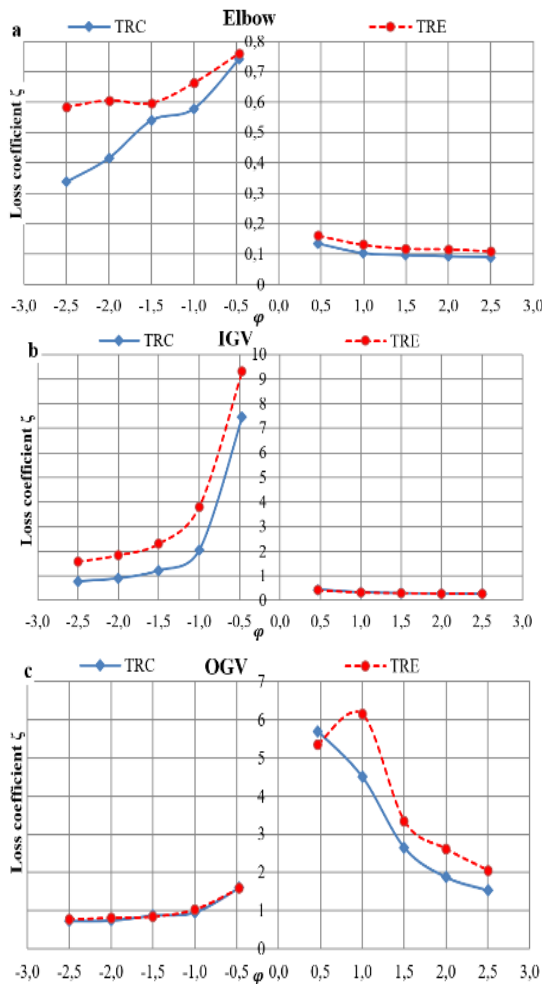 a
Elbow
TRC
TRE
Loss coefficient ζ
0,8
0,7
0,6
0,5
0,4
0,3
0,2
0,1
0
-3,0 -2,5 -2,0 -1,5 -1,0 -0,5 0,0 0,5 1,0 1,5 2,0 2,5 3,0
φ
b
TRC
IGV
TRE
Loss coefficient ζ
10
9
8
7
6
5
4
3
2
1
0
-3,0 -2,5 -2,0 -1,5 -1,0 -0,5 0,0 0,5 1,0 1,5 2,0 2,5 3,0
φ
c
TRC
OGV
TRE
Loss coefficient ζ
7
6
5
4
3
2
1
0
-3,0 -2,5 -2,0 -1,5 -1,0 -0,5 φ 0,0 0,5 1,0 1,5 2,0 2,5 3,0